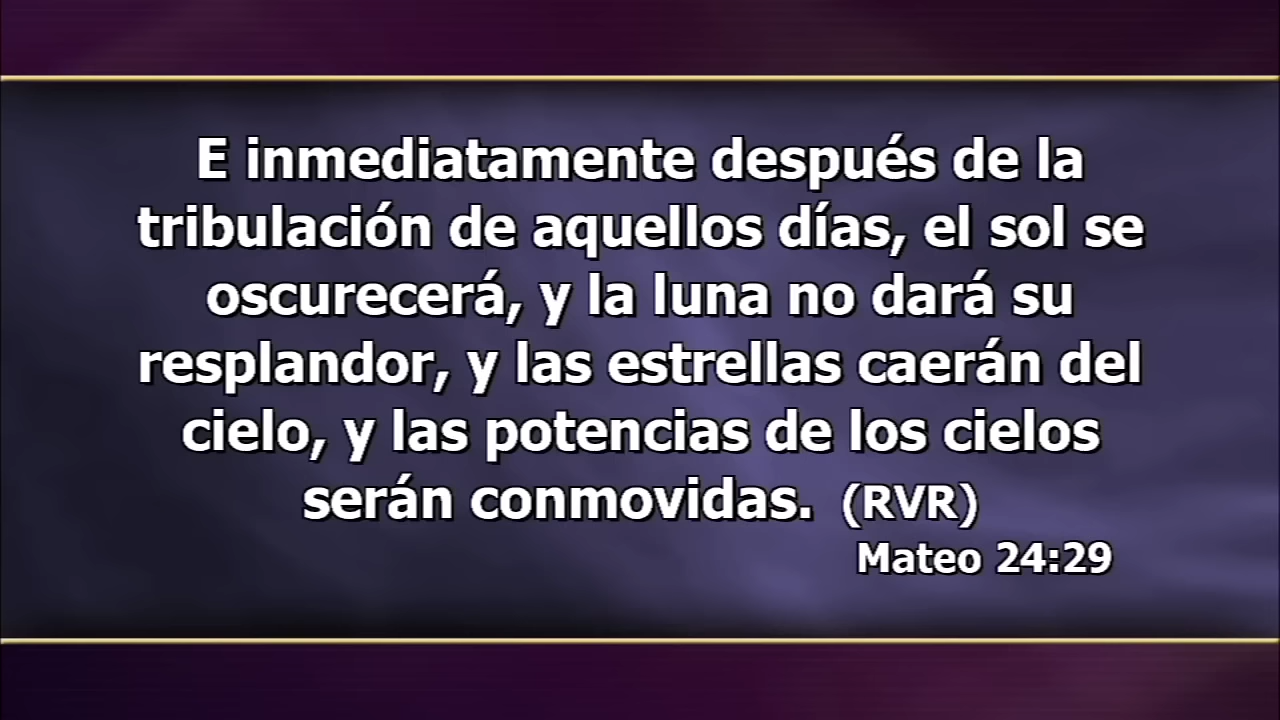 E inmediatamente después de la
tribulación de aquellos días, el sol se
oscurecerá, y la luna no dará su
resplandor, y las estrellas caerán del
cielo, y las potencias de los cielos
serán conmovidas. (RVR)
Mateo 24:29